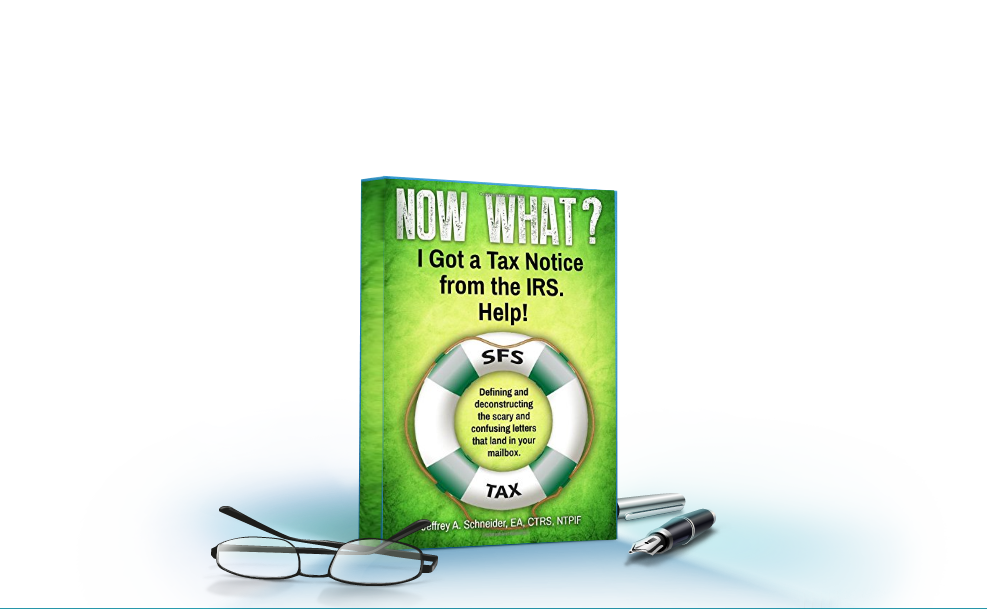 NOW WHAT?
I Got a Tax Notice
from the IRS.
Help!
SFS
Defining and
deconstructing
the scary and
confusing letters
that land in your
mailbox.
TAX
Jeffrey A. Schneider, EA, CTRS, NTPIF